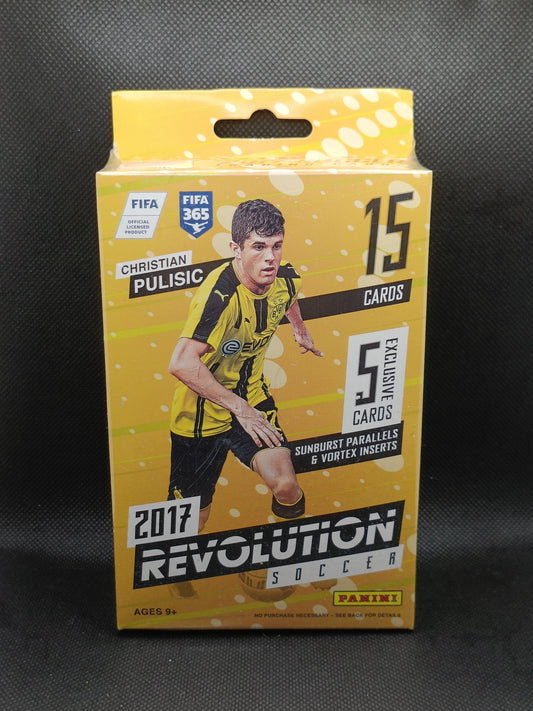 FIFA
OFFICIAL
LICENSED
PRODUCT
FIFA
365
CHRISTIAN
PULISIC
15
CARDS
5
EXCLUSIVE
CARDS
SUNBURST PARALLELS
& VORTEX INSERTS
EVO
2017
REVOLUTION
SOCCER
PANINI
AGES 9+
NO PURCHASE NECESSARY - SEE BACK FOR DETAILS